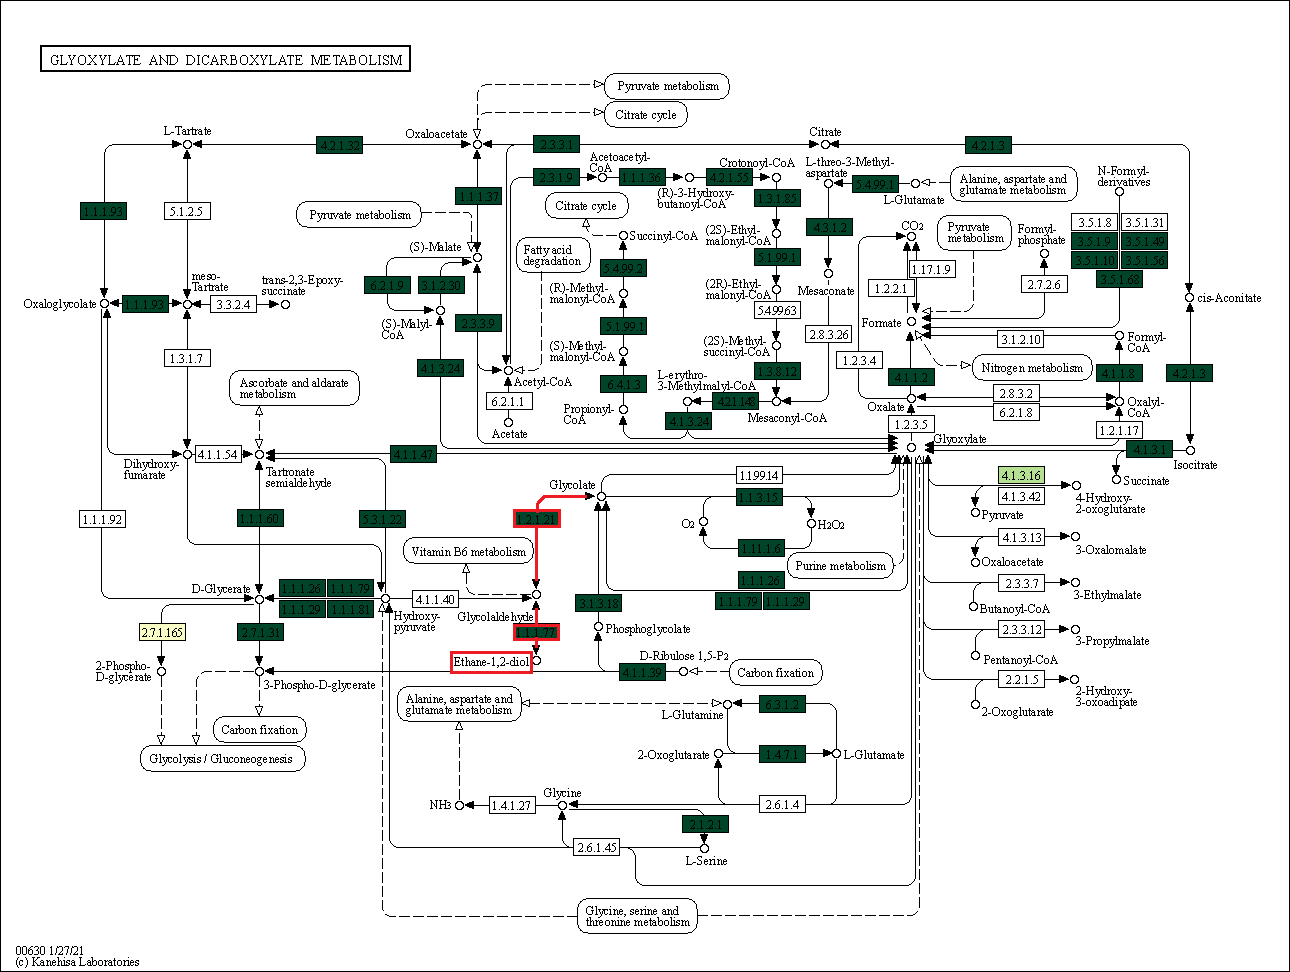 GLYOXYLATE AND DICARBOXYLATE METABOLISM
Pyruvate metabolism
Citrate cycle
L-Tartrate
4.2.1.32
Oxaloacetate
2.3.3.1
Citrate
4.2.1.3
Acetoacetyl-
CoA
Crotonoyl-CoA
2.3.1.9
1.1.1.36
4.2.1.55
(R)-3-Hydroxy-
butanoyl-CoA
L-threo-3-Methyl-
aspartate
5.4.99.1
L-Glutamate
Alanine, aspartate and
glutamate metabolism
N-Formyl-
derivatives
1.1.1.93
5.1.2.5
1.1.1.37
Pyruvate metabolism
Citrate cycle
1.3.1.85
4.3.1.2
CO2
Pyruvate
metabolism
Formyl-
phosphate
3.5.1.8
3.5.1.31
3.5.1.9
3.5.1.49
3.5.1.10
3.5.1.56
3.5.1.68
(S)-Malate
Fatty acid
degradation
Succinyl-CoA
(2S)-Ethyl-
malonyl-CoA
5.4.99.2
5.1.99.1
1.17.1.9
1.2.2.1
2.7.2.6
meso-
Tartrate
trans-2,3-Epoxy-
succinate
6.2.1.9
3.1.2.30
(R)-Methyl-
malonyl-CoA
(2R)-Ethyl-
malonyl-CoA
Mesaconate
cis-Aconitate
Oxaloglycolate
1.1.1.93
3.3.2.4
(S)-Malyl-
CoA
2.3.3.9
5.1.99.1
5.4.99.63
2.8.3.26
Formate
3.1.2.10
Formyl-
CoA
1.3.1.7
(S)-Methyl-
malonyl-CoA
(2S)-Methyl-
succinyl-CoA
1.2.3.4
4.1.3.24
Acetyl-CoA
6.4.1.3
L-erythro-
3-Methylmalyl-CoA
1.3.8.12
4.1.1.2
Nitrogen metabolism
4.1.1.8
4.2.1.3
Ascorbate and aldarate
metabolism
6.2.1.1
Acetate
Propionyl-
CoA
4.2.1.148
4.1.3.24
Mesaconyl-CoA
Oxalate
2.8.3.2
6.2.1.8
Oxalyl-
CoA
1.2.3.5
1.2.1.17
Dihydroxy-
fumarate
4.1.1.54
Tartronate
semialdehyde
4.1.1.47
Glyoxylate
4.1.3.1
Isocitrate
Succinate
Glycolate
1.1.99.14
1.1.3.15
4.1.3.16
4.1.3.42
Pyruvate
4-Hydroxy-
2-oxoglutarate
1.1.1.92
1.1.1.60
5.3.1.22
1.2.1.21
O2
H2O2
1.11.1.6
4.1.3.13
Oxaloacetate
3-Oxalomalate
Vitamin B6 metabolism
Purine metabolism
D-Glycerate
1.1.1.26
1.1.1.79
1.1.1.29
1.1.1.81
Hydroxy-
pyruvate
4.1.1.40
Glycolaldehyde
3.1.3.18
1.1.1.26
1.1.1.79
1.1.1.29
2.3.3.7
Butanoyl-CoA
3-Ethylmalate
2.7.1.165
2.7.1.31
1.1.1.77
Phosphoglycolate
2.3.3.12
Pentanoyl-CoA
3-Propylmalate
2-Phospho-
D-glycerate
3-Phospho-D-glycerate
Ethane-1,2-diol
4.1.1.39
D-Ribulose 1,5-P2
Carbon fixation
2.2.1.5
2-Oxoglutarate
2-Hydroxy-
3-oxoadipate
Carbon fixation
Glycolysis / Gluconeogenesis
Alanine, aspartate and
glutamate metabolism
L-Glutamine
6.3.1.2
2-Oxoglutarate
1.4.7.1
L-Glutamate
NH3
1.4.1.27
Glycine
2.6.1.4
2.1.2.1
2.6.1.45
L-Serine
Glycine, serine and
threonine metabolism
00630 1/27/21
(c) Kanehisa Laboratories